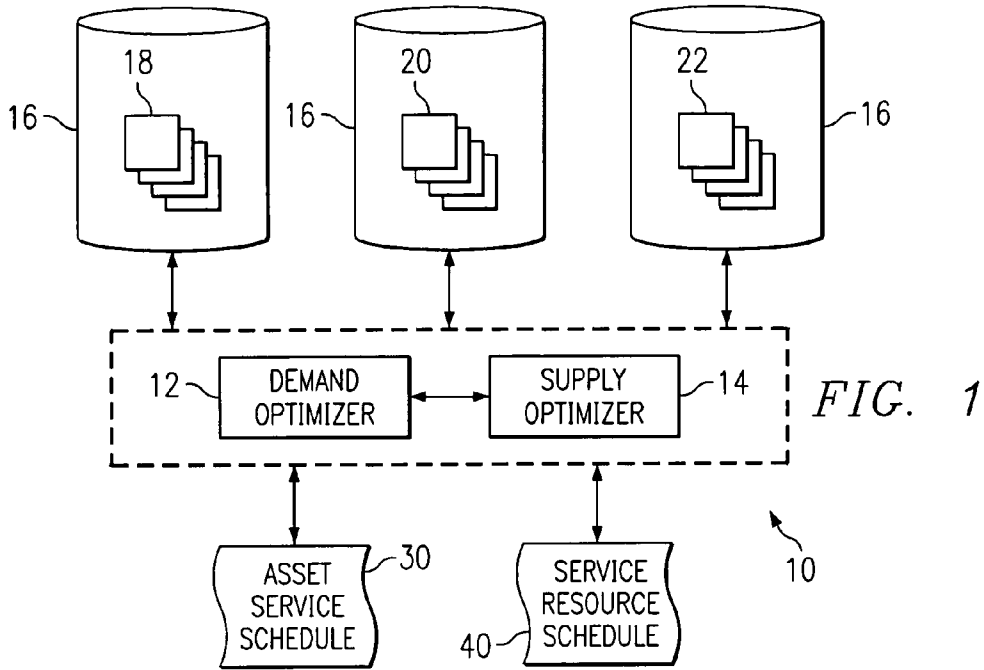 18
20
22
16
16
16
12
DEMAND
OPTIMIZER
SUPPLY
OPTIMIZER
14
FIG. 1
ASSET
SERVICE
SCHEDULE
30
SERVICE
RESOURCE
SCHEDULE
40
10